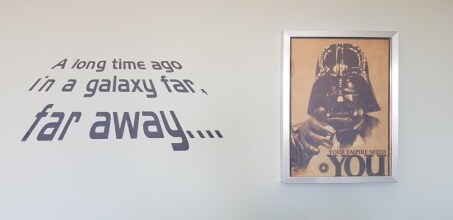 A long time ago
in a galaxy far,
far away....
YOUR EMPIRE NEEDS
YOU